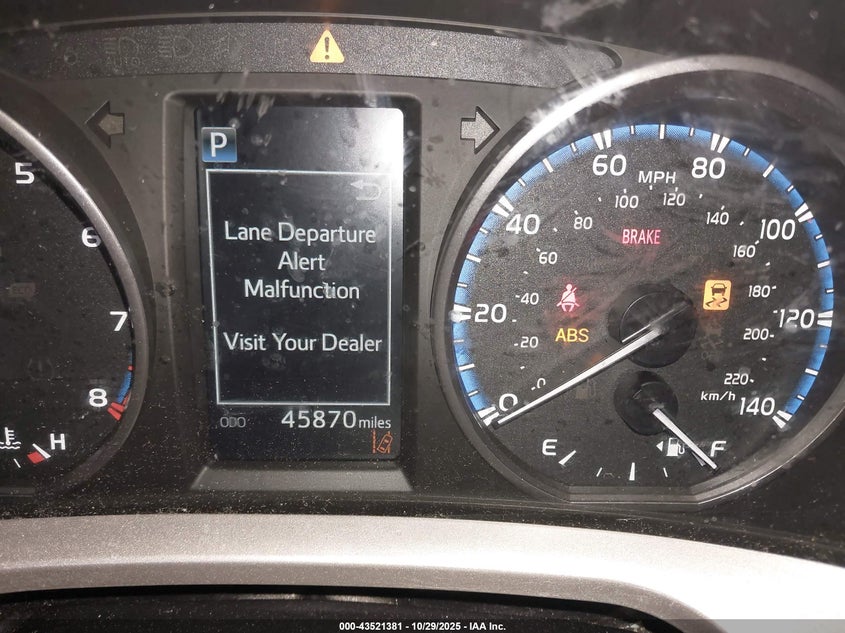 AUTO
P
Lane Departure
Alert
Malfunction
Visit Your Dealer
ODO 45870 miles
5
6
7
8
H
0
20
40
60
80
100
120
140
MPH
0
20
40
60
80
100
120
140
160
180
200
220
km/h
BRAKE
ABS
E
F
000-43521381 - 10/29/2025 - IAA Inc.